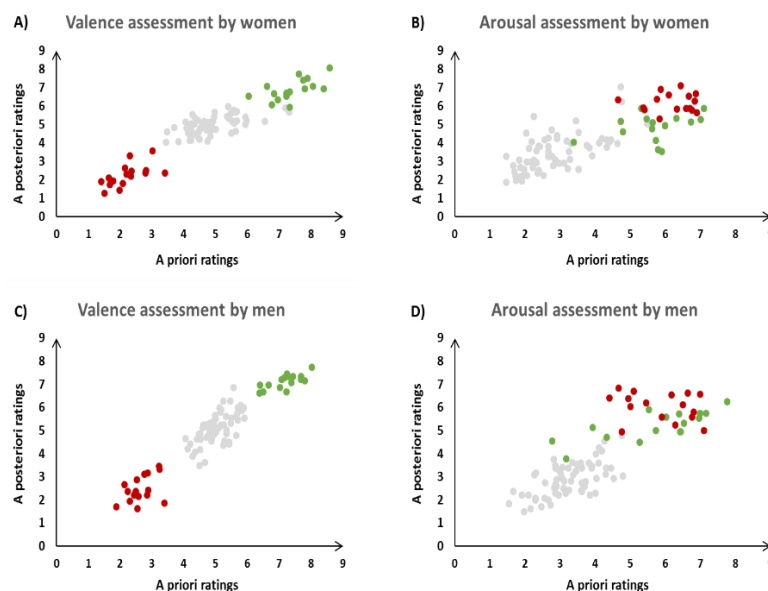 A) Valence assessment by women
B) Arousal assessment by women
9
8
7
6
5
4
3
2
1
0
A posteriori ratings
0 1 2 3 4 5 6 7 8 9
A priori ratings
9
8
7
6
5
4
3
2
1
0
A posteriori ratings
0 1 2 3 4 5 6 7 8 9
A priori ratings
C) Valence assessment by men
D) Arousal assessment by men
9
8
7
6
5
4
3
2
1
0
A posteriori ratings
0 1 2 3 4 5 6 7 8 9
A priori ratings
9
8
7
6
5
4
3
2
1
0
A posteriori ratings
0 1 2 3 4 5 6 7 8
A priori ratings